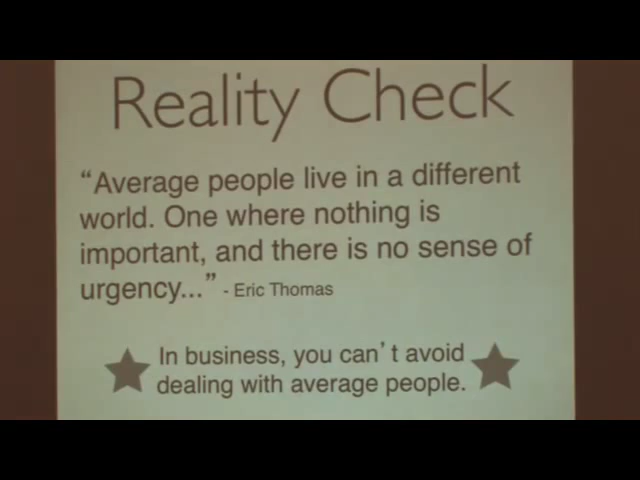 Reality Check
“Average people live in a different
world. One where nothing is
important, and there is no sense of
urgency...” - Eric Thomas
In business, you can’t avoid
dealing with average people.